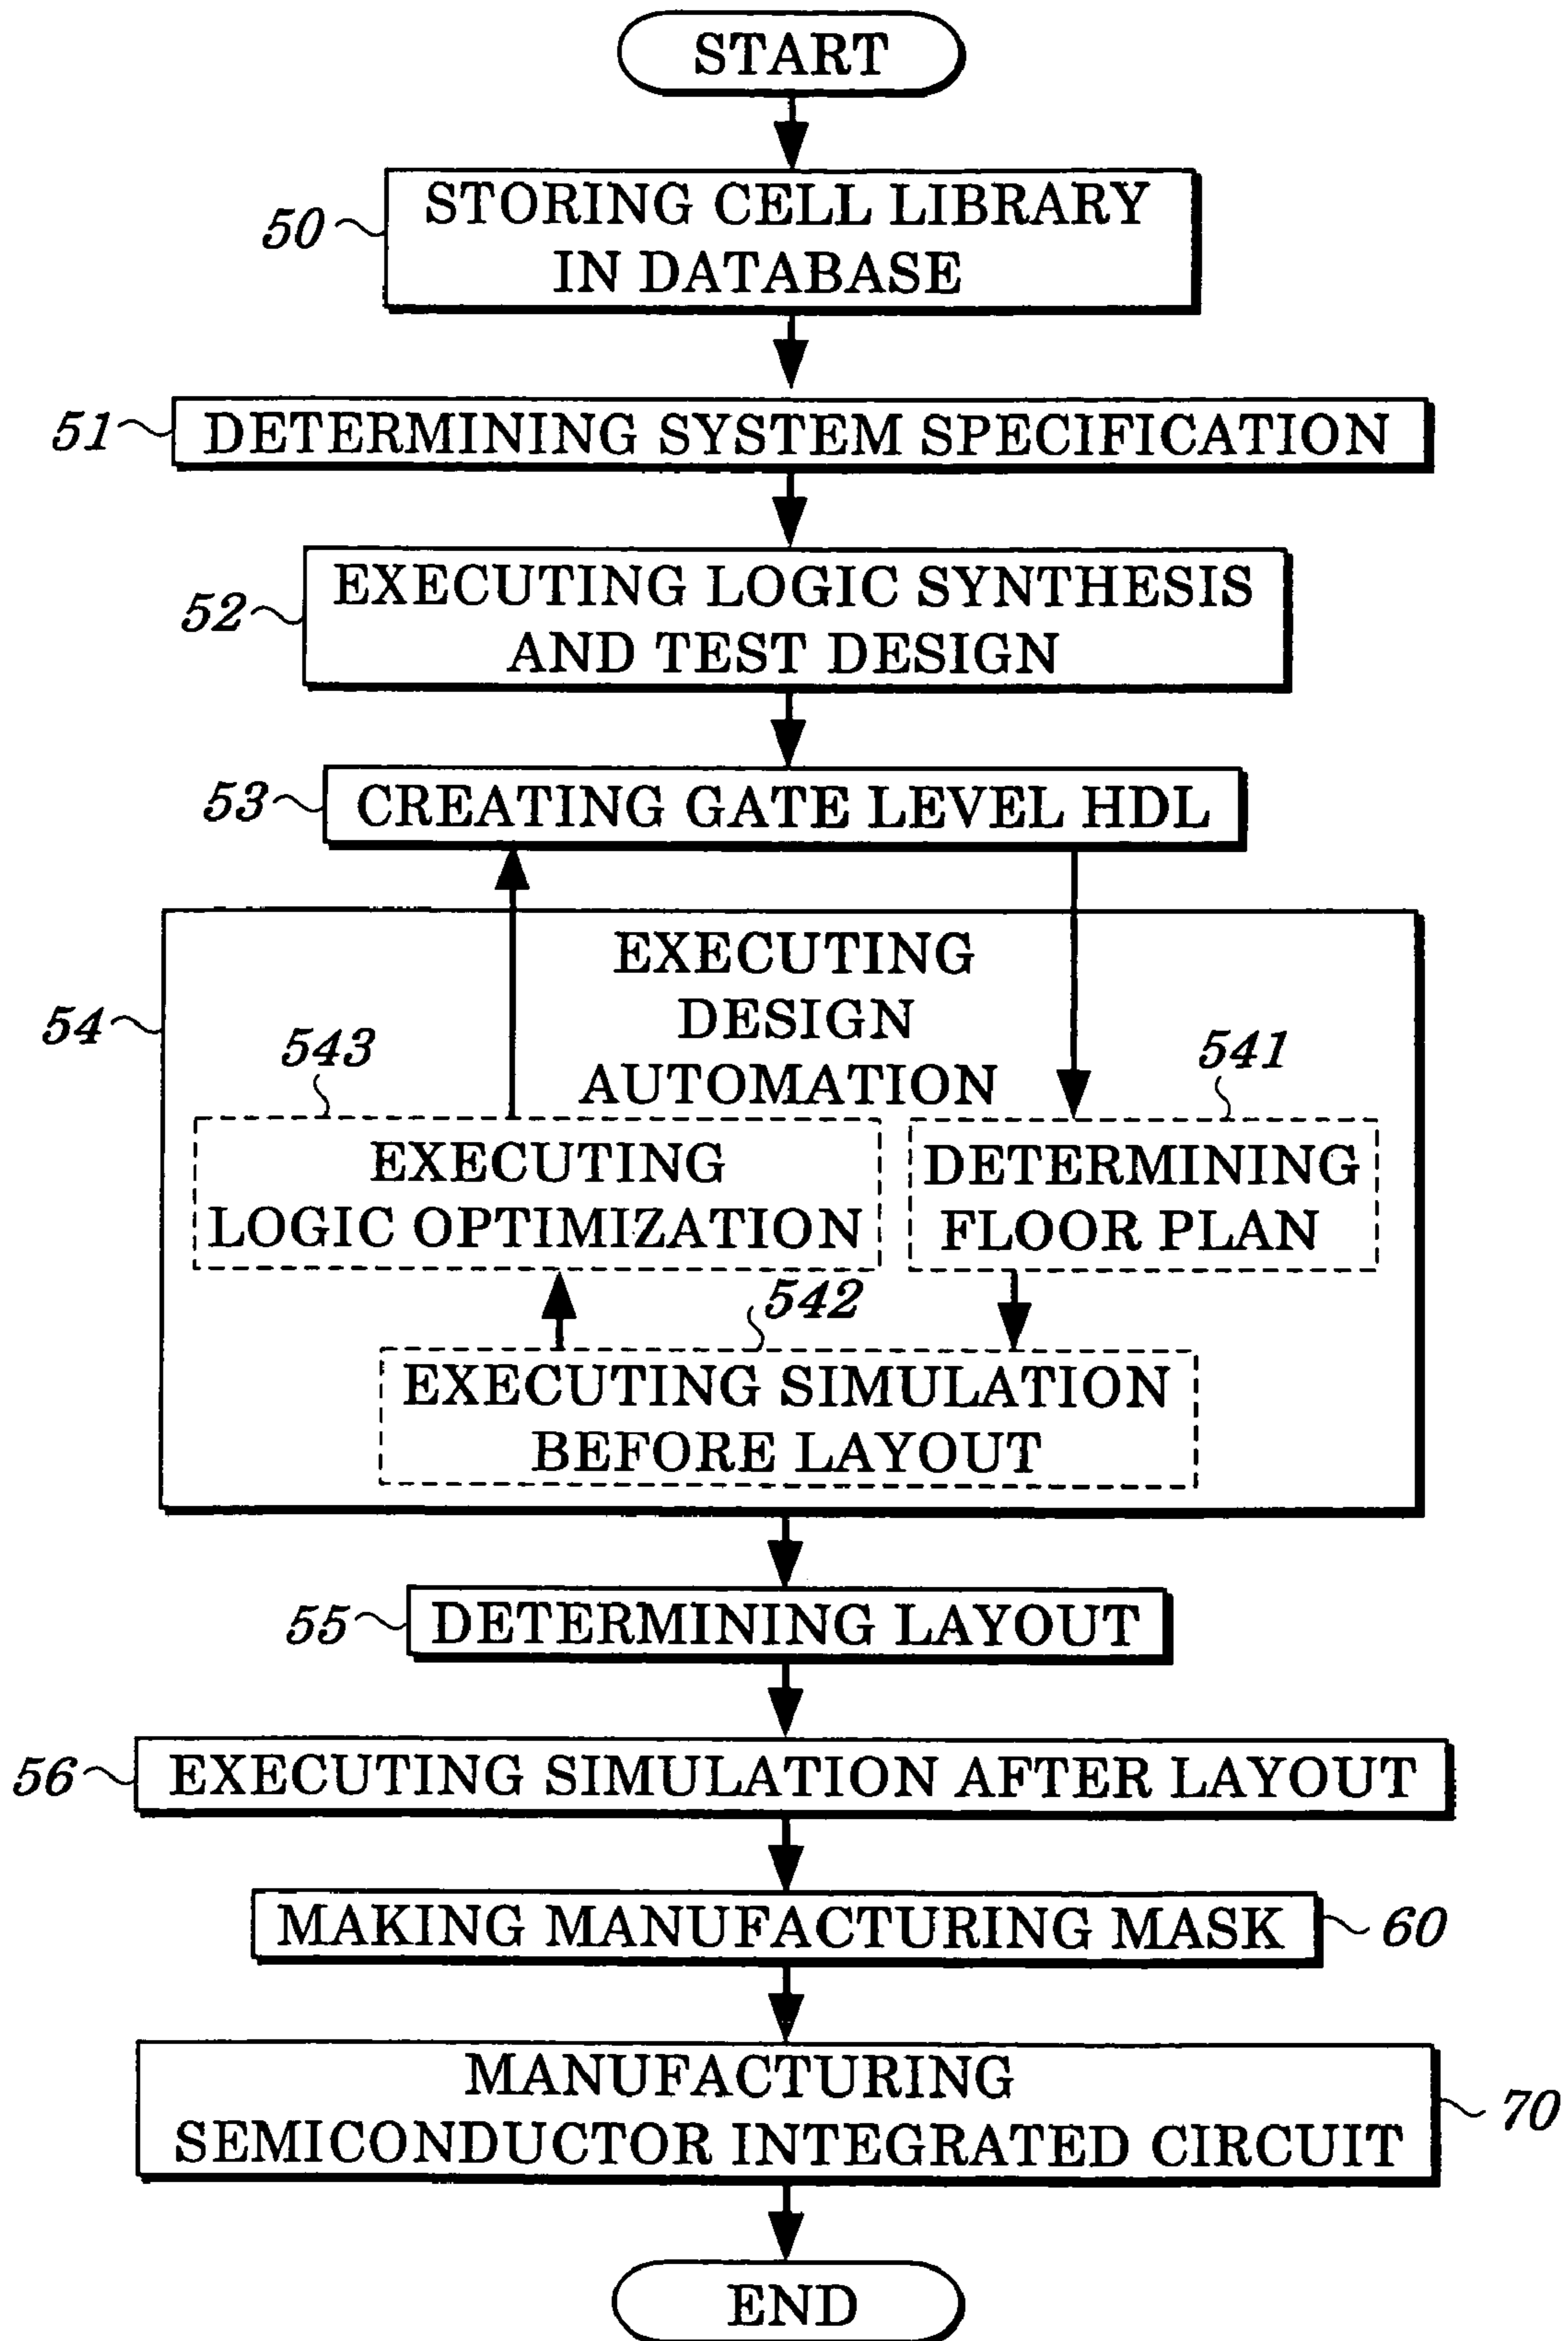 START
50
STORING CELL LIBRARY
IN DATABASE
51
DETERMINING SYSTEM SPECIFICATION
52
EXECUTING LOGIC SYNTHESIS
AND TEST DESIGN
53
CREATING GATE LEVEL HDL
54
EXECUTING
DESIGN
AUTOMATION
543
541
EXECUTING
LOGIC OPTIMIZATION
DETERMINING
FLOOR PLAN
542
EXECUTING SIMULATION
BEFORE LAYOUT
55
DETERMINING LAYOUT
56
EXECUTING SIMULATION AFTER LAYOUT
MAKING MANUFACTURING MASK
60
MANUFACTURING
SEMICONDUCTOR INTEGRATED CIRCUIT
70
END